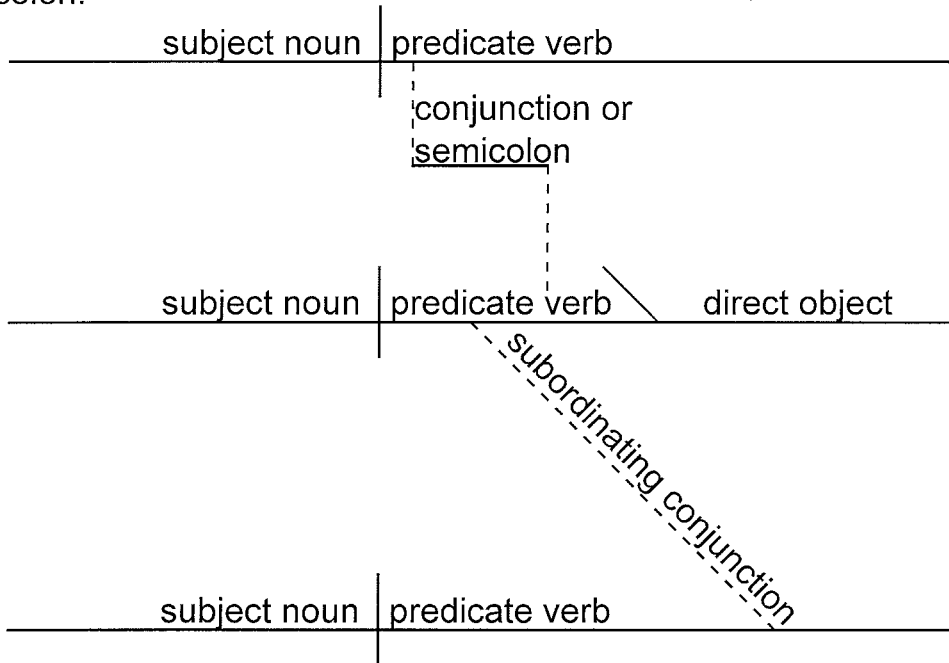 subject noun predicate verb
conjunction or
semicolon
subject noun predicate verb direct object
subordinating conjunction
subject noun predicate verb